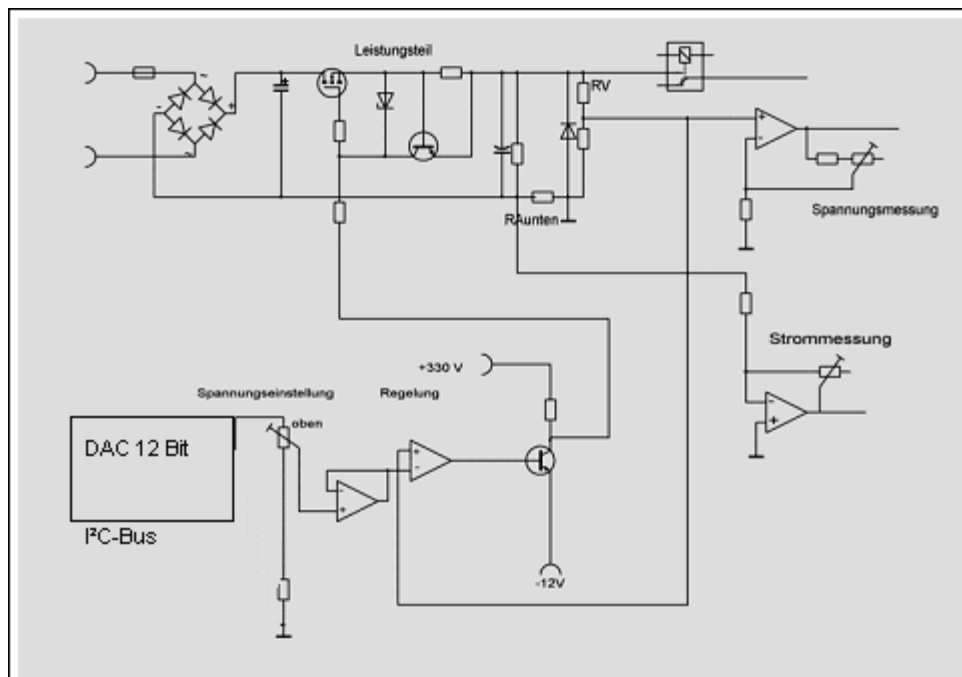 Leistungsteil
RV
RAunten
Spannungsmessung
Strommessung
+330 V
Spannungseinstellung
Regelung
oben
DAC 12 Bit
I²C-Bus
-12V